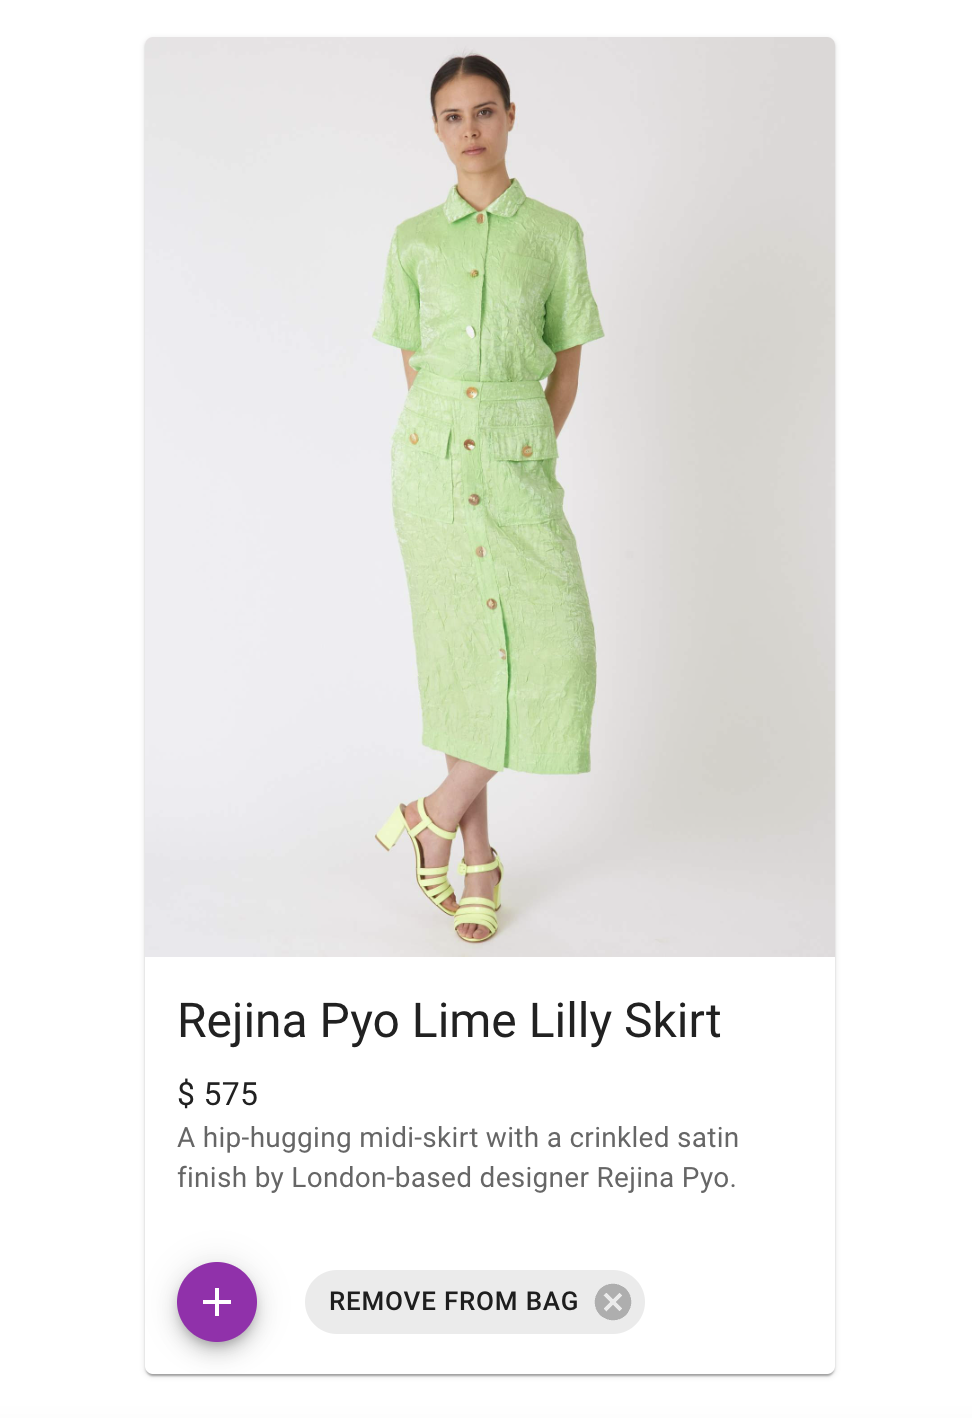 Rejina Pyo Lime Lilly Skirt
$ 575
A hip-hugging midi-skirt with a crinkled satin
finish by London-based designer Rejina Pyo.
REMOVE FROM BAG